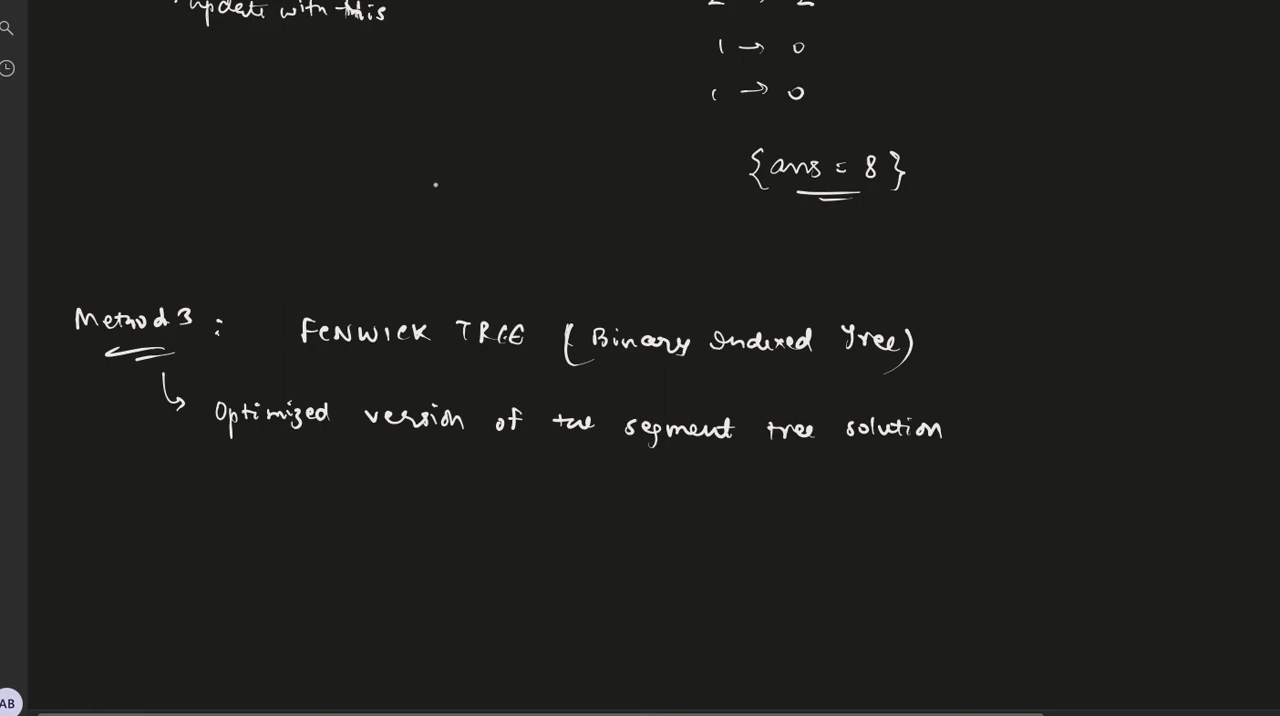 update with this
1 → 0
1 → 0
{ans = 8}
Method 3 : FENWICK TREE (Binary Indexed Tree)
↳ Optimized version of the segment tree solution
AB